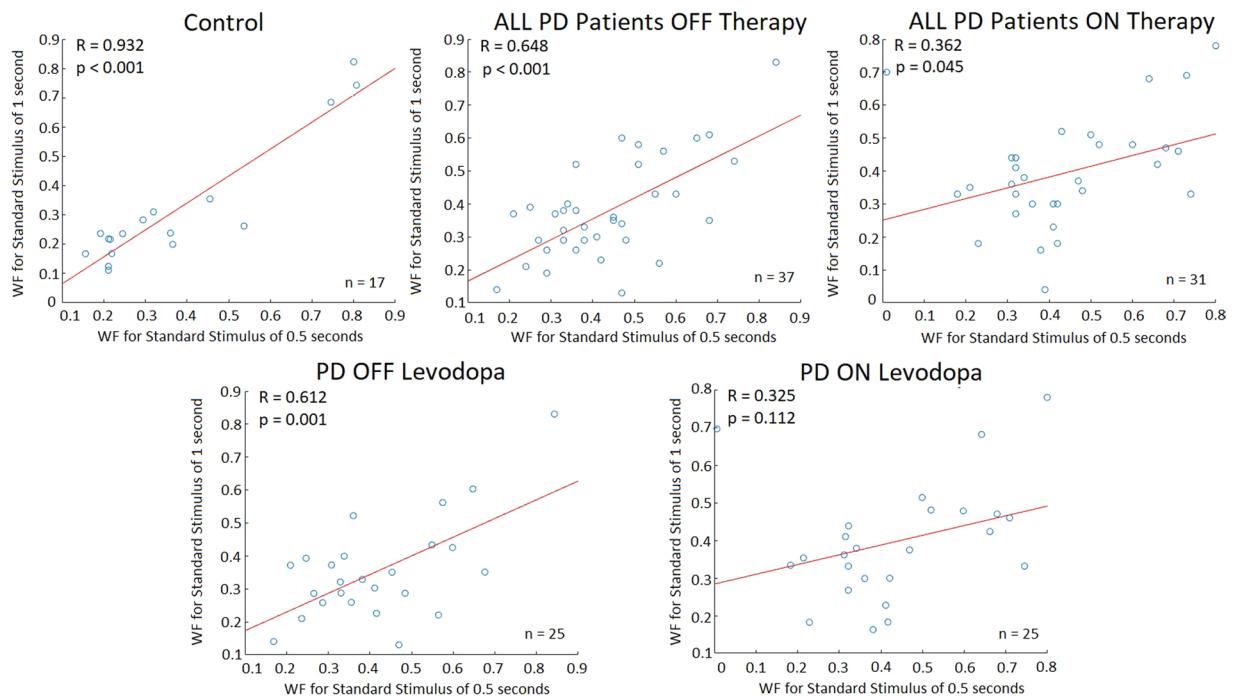 Control
R = 0.932
p < 0.001
0.9
0.8
0.7
0.6
0.5
0.4
0.3
0.2
0.1
0
WF for Standard Stimulus of 1 second
n = 17
0.1 0.2 0.3 0.4 0.5 0.6 0.7 0.8 0.9
WF for Standard Stimulus of 0.5 seconds
ALL PD Patients OFF Therapy
R = 0.648
p < 0.001
0.9
0.8
0.7
0.6
0.5
0.4
0.3
0.2
0.1
WF for Standard Stimulus of 1 second
n = 37
0.1 0.2 0.3 0.4 0.5 0.6 0.7 0.8 0.9
WF for Standard Stimulus of 0.5 seconds
ALL PD Patients ON Therapy
R = 0.362
p = 0.045
0.8
0.7
0.6
0.5
0.4
0.3
0.2
0.1
0
WF for Standard Stimulus of 1 second
n = 31
0 0.1 0.2 0.3 0.4 0.5 0.6 0.7 0.8
WF for Standard Stimulus of 0.5 seconds
PD OFF Levodopa
R = 0.612
p = 0.001
0.9
0.8
0.7
0.6
0.5
0.4
0.3
0.2
0.1
WF for Standard Stimulus of 1 second
n = 25
0.1 0.2 0.3 0.4 0.5 0.6 0.7 0.8 0.9
WF for Standard Stimulus of 0.5 seconds
PD ON Levodopa
R = 0.325
p = 0.112
0.8
0.7
0.6
0.5
0.4
0.3
0.2
0.1
WF for Standard Stimulus of 1 second
n = 25
0 0.1 0.2 0.3 0.4 0.5 0.6 0.7 0.8
WF for Standard Stimulus of 0.5 seconds